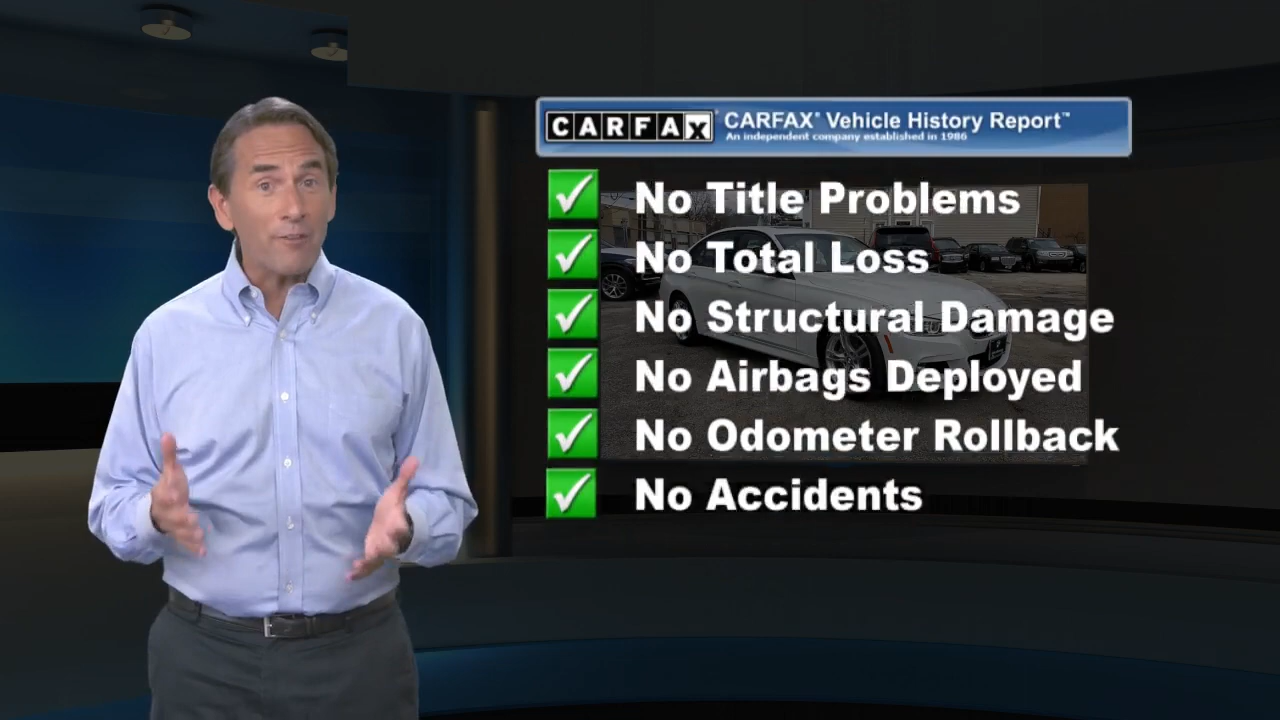 CARFAX CARFAX® Vehicle History Report™
An independent company established in 1986
No Title Problems
No Total Loss
No Structural Damage
No Airbags Deployed
No Odometer Rollback
No Accidents